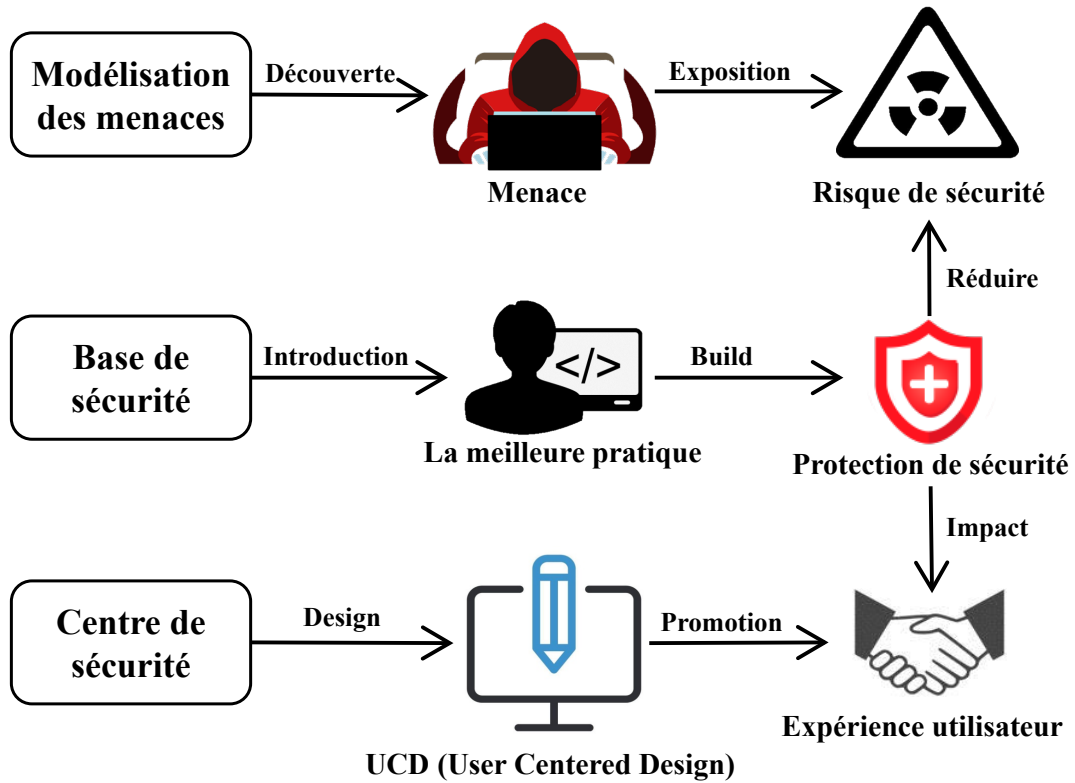 Modélisation
des menaces
Découverte
Menace
Exposition
Risque de sécurité
Réduire
Base de
sécurité
Introduction
</>
La meilleure pratique
Build
Protection de sécurité
Impact
Centre de
sécurité
Design
UCD (User Centered Design)
Promotion
Expérience utilisateur